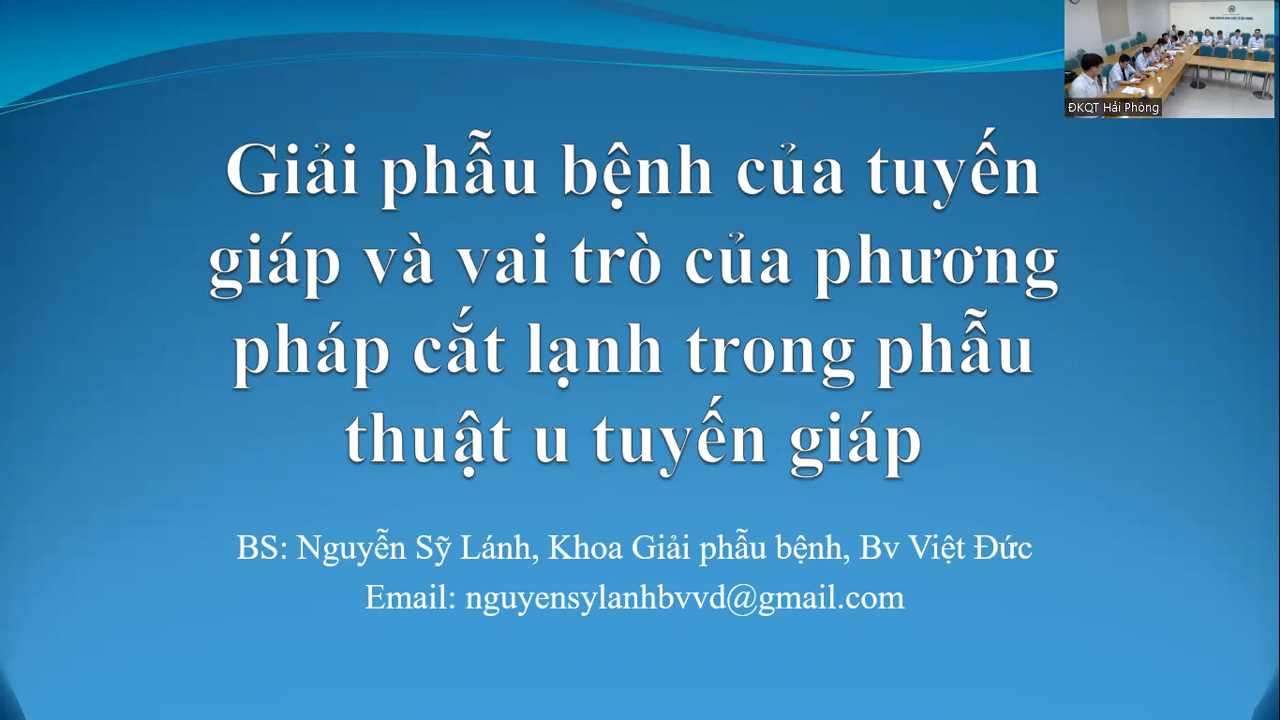 ĐKQT Hải Phòng
Giải phẫu bệnh của tuyến
giáp và vai trò của phương
pháp cắt lạnh trong phẫu
thuật u tuyến giáp
BS: Nguyễn Sỹ Lánh, Khoa Giải phẫu bệnh, Bv Việt Đức
Email: nguyensylanhbvvd@gmail.com